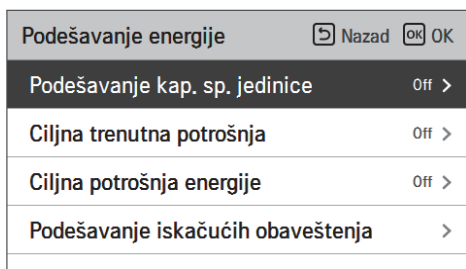 Podešavanje energije Nazad OK OK
Podešavanje kap. sp. jedinice Off >
Ciljna trenutna potrošnja Off >
Ciljna potrošnja energije Off >
Podešavanje iskačućih obaveštenja >